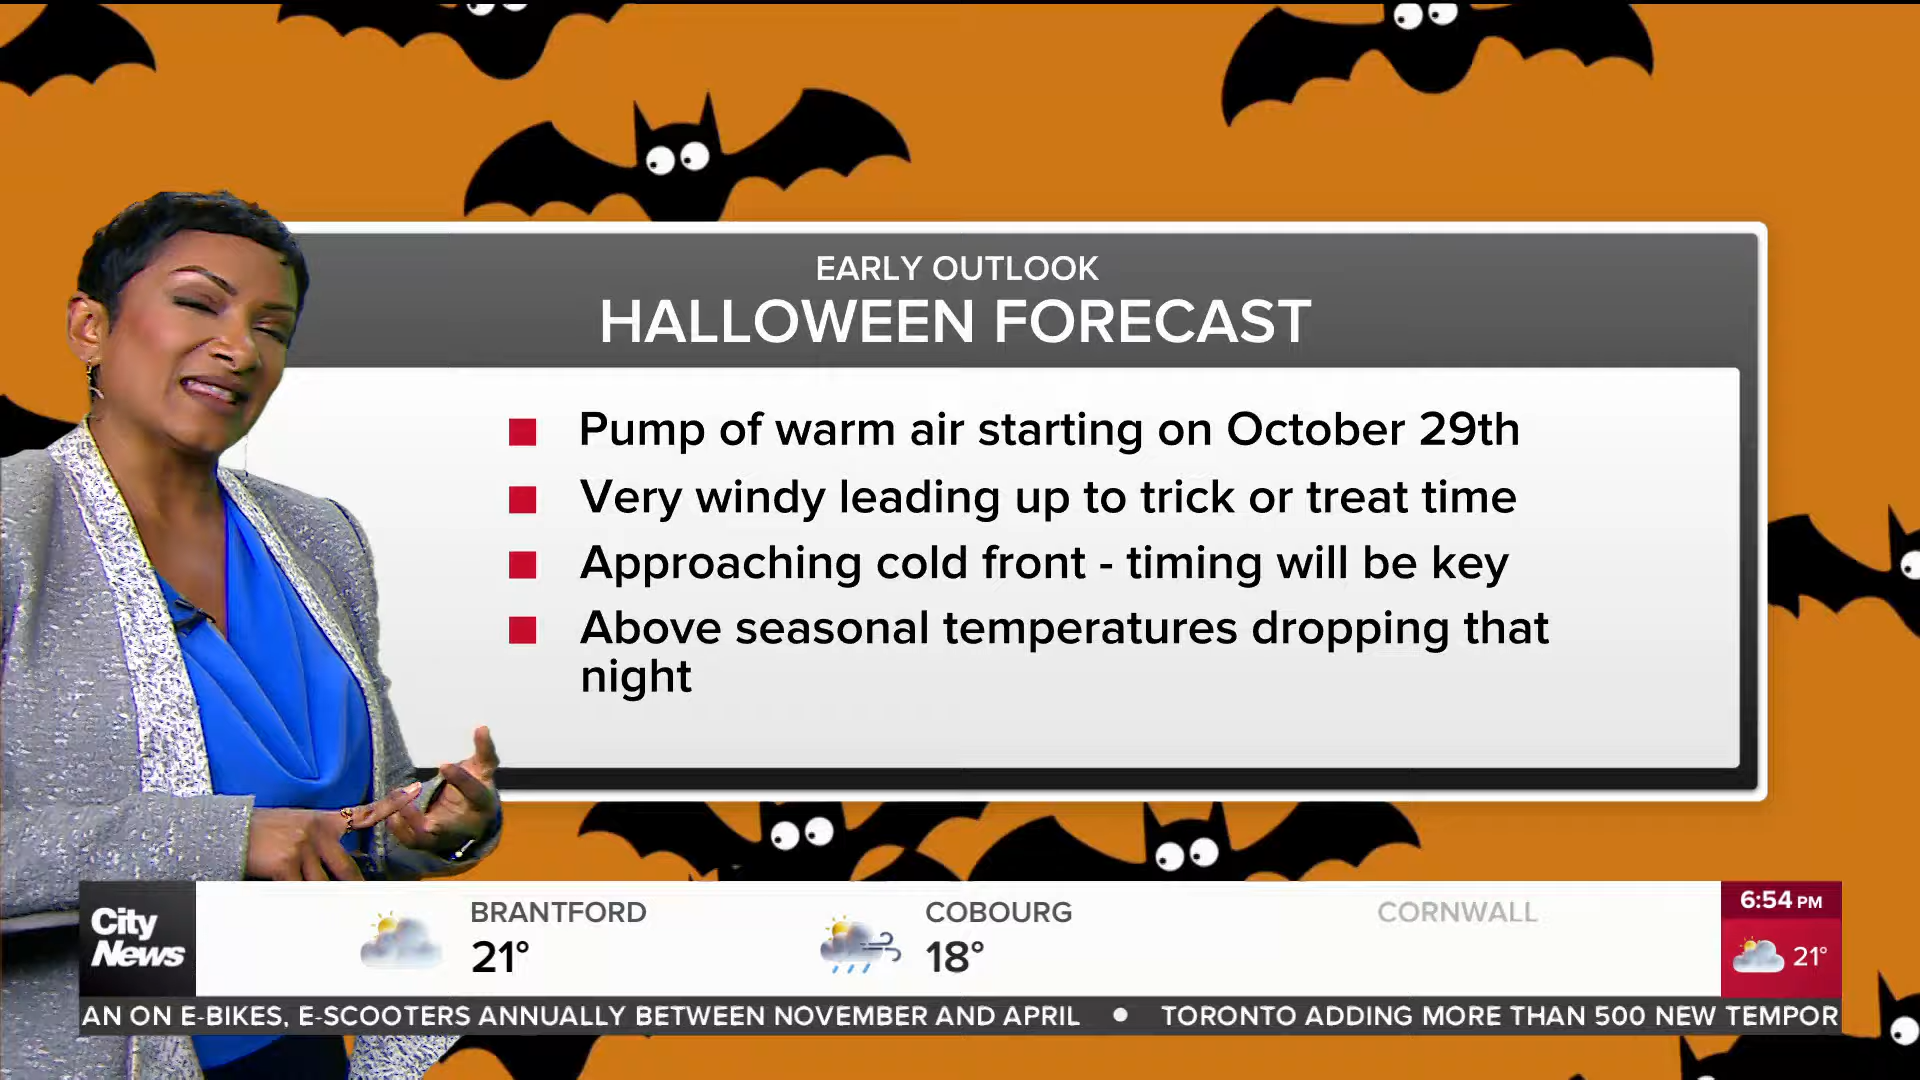 EARLY OUTLOOK
HALLOWEEN FORECAST
Pump of warm air starting on October 29th
Very windy leading up to trick or treat time
Approaching cold front - timing will be key
Above seasonal temperatures dropping that
night
City
News
BRANTFORD
21°
COBOURG
18°
CORNWALL
6:54 PM
21°
AN ON E-BIKES, E-SCOOTERS ANNUALLY BETWEEN NOVEMBER AND APRIL ● TORONTO ADDING MORE THAN 500 NEW TEMPOR